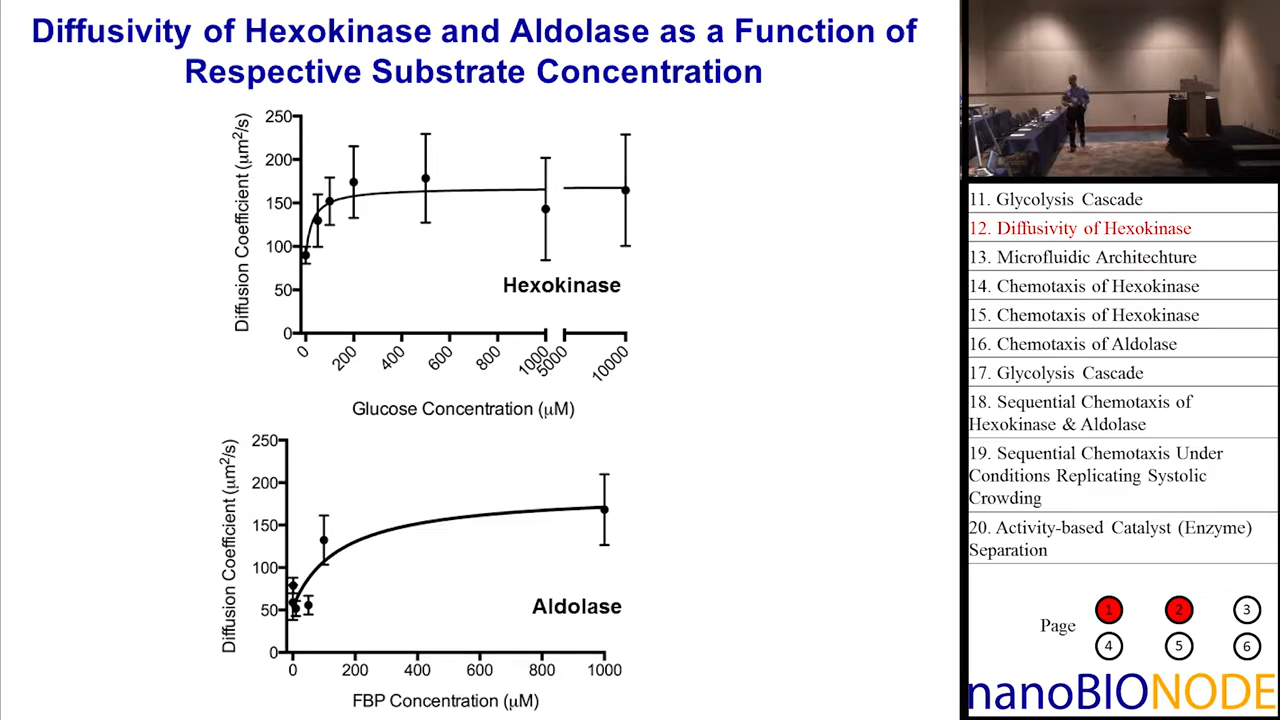 Diffusivity of Hexokinase and Aldolase as a Function of
Respective Substrate Concentration
250
200
150
100
50
0
Diffusion Coefficient (μm²/s)
Hexokinase
0
200
400
600
800
1000
5000
10000
Glucose Concentration (μM)
250
200
150
100
50
0
Diffusion Coefficient (μm²/s)
Aldolase
0
200
400
600
800
1000
FBP Concentration (μM)
11. Glycolysis Cascade
12. Diffusivity of Hexokinase
13. Microfluidic Architechture
14. Chemotaxis of Hexokinase
15. Chemotaxis of Hexokinase
16. Chemotaxis of Aldolase
17. Glycolysis Cascade
18. Sequential Chemotaxis of
Hexokinase & Aldolase
19. Sequential Chemotaxis Under
Conditions Replicating Systolic
Crowding
20. Activity-based Catalyst (Enzyme)
Separation
Page
1 2 3
4 5 6
nanoBIONODE